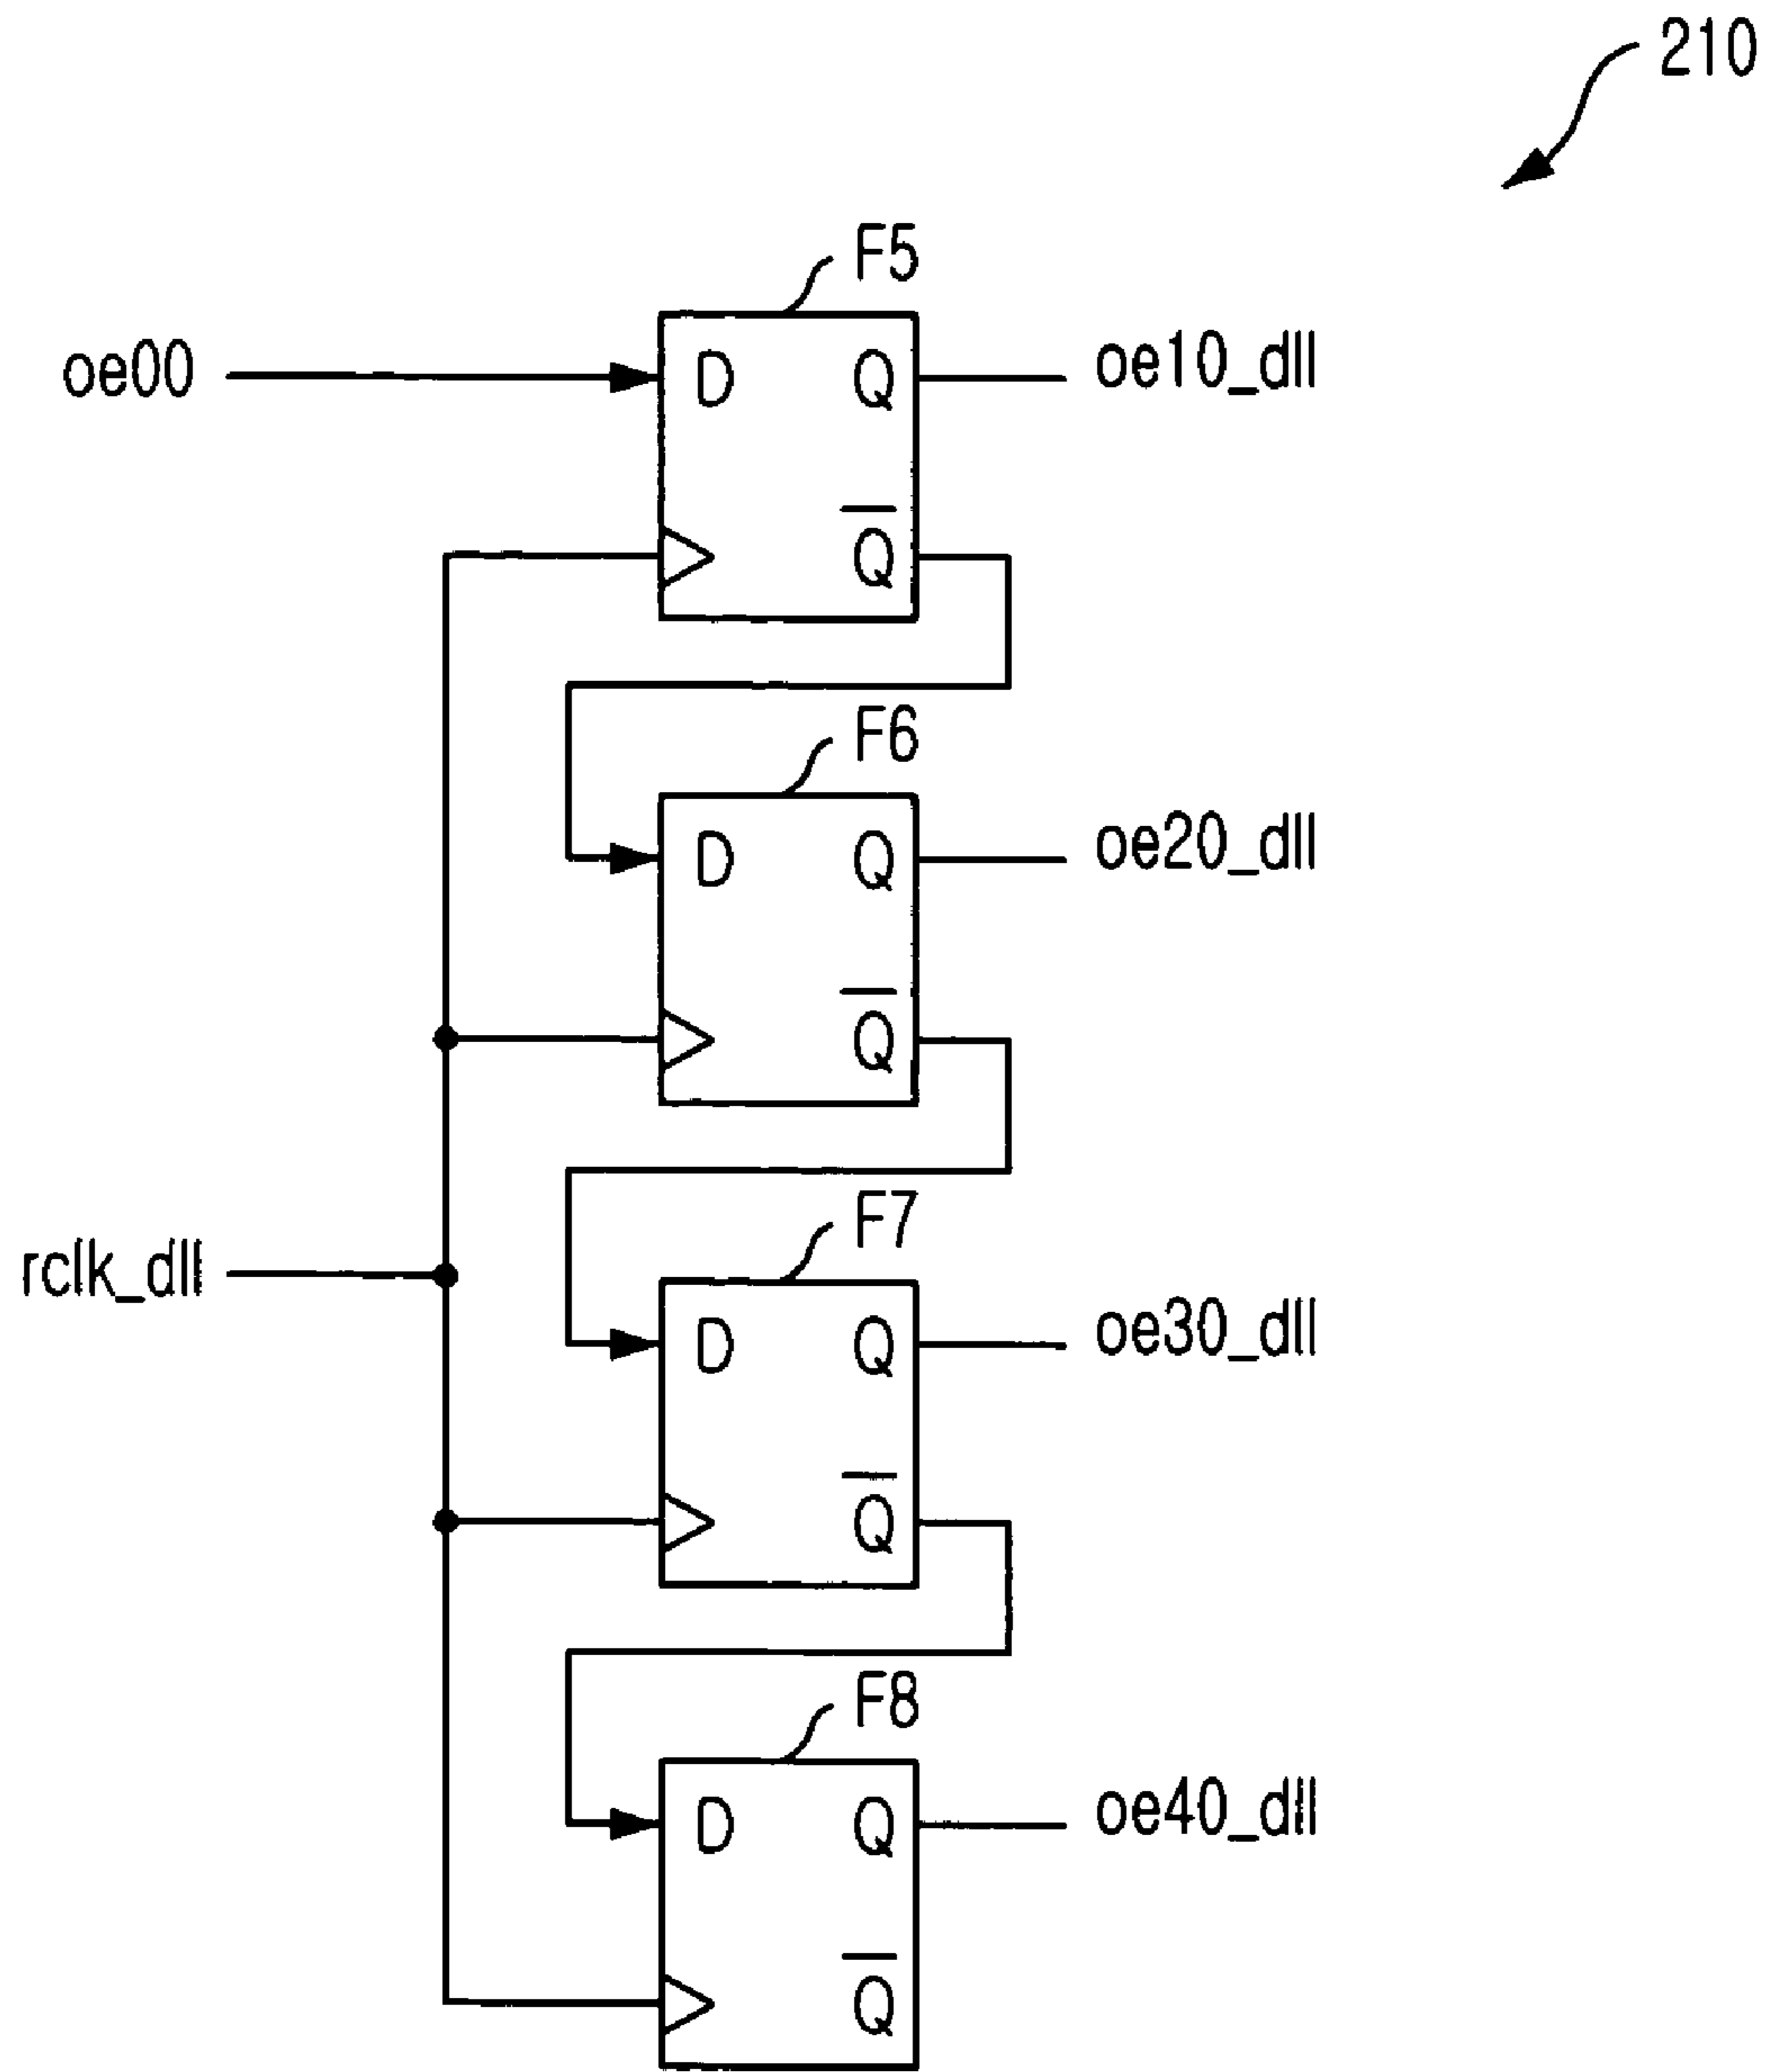 210
F5
oe00
D
Q
oe10_dll
Q̅
F6
D
Q
oe20_dll
Q̅
F7
rclk_dll
D
Q
oe30_dll
Q̅
F8
D
Q
oe40_dll
Q̅